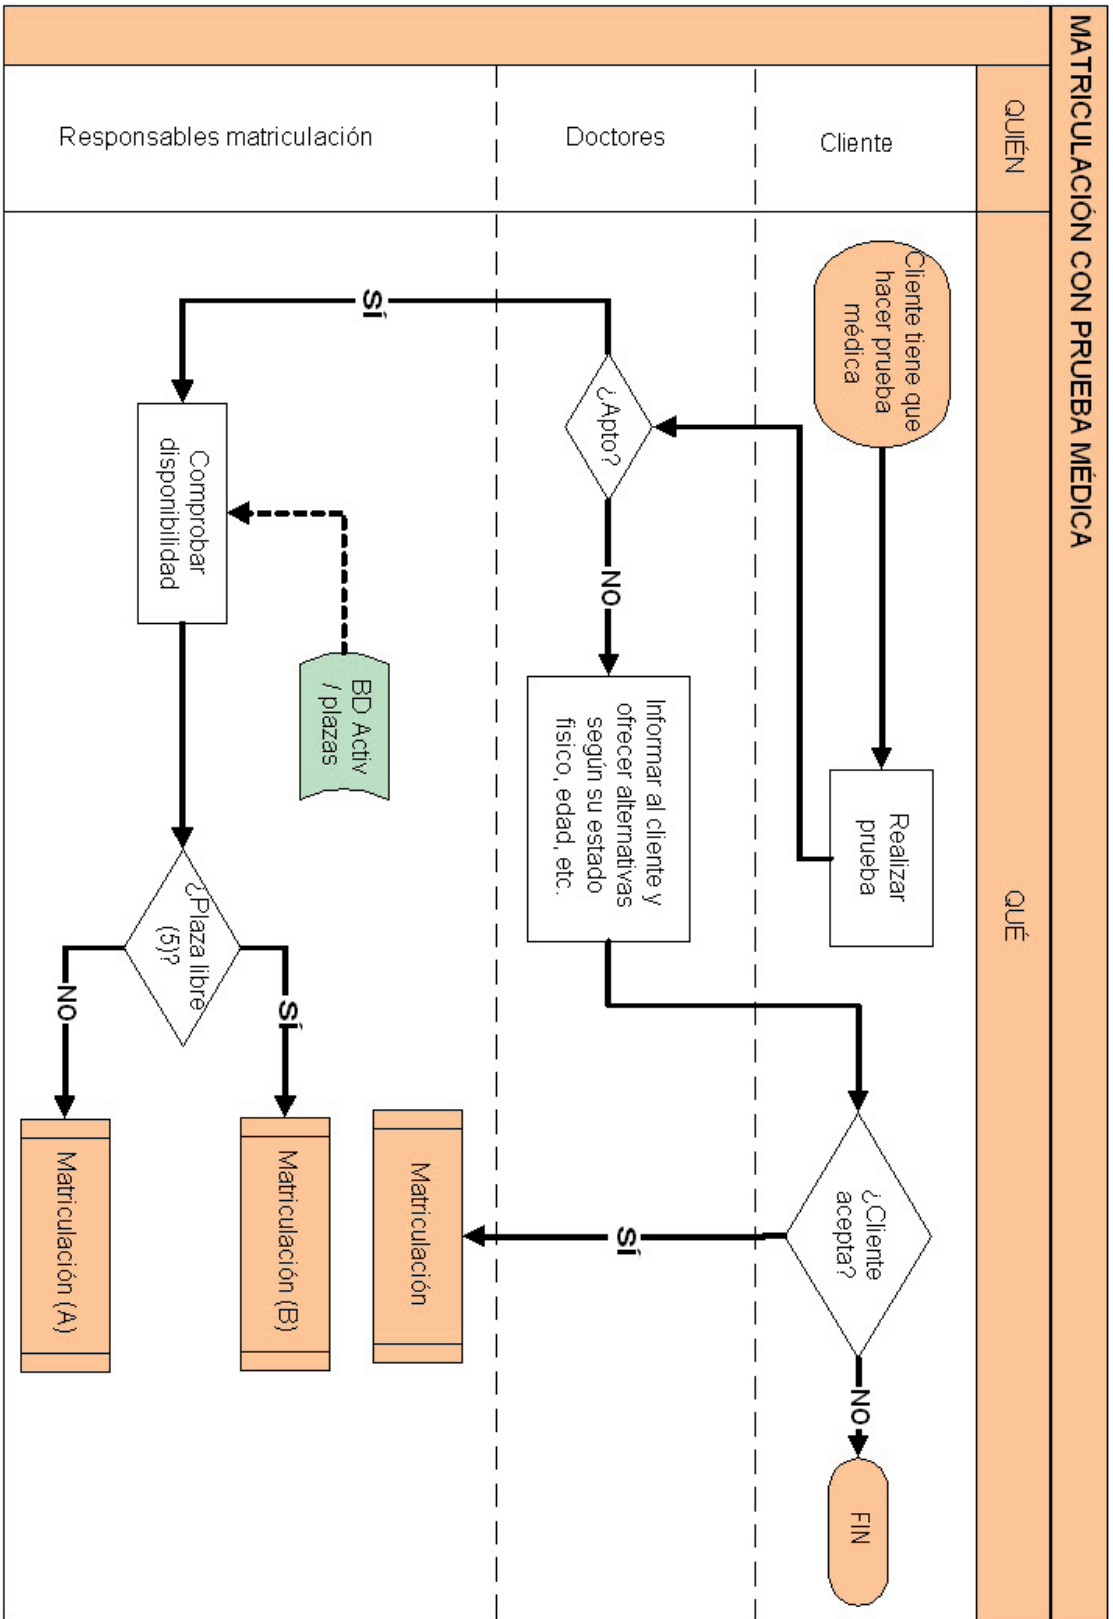 MATRICULACIÓN CON PRUEBA MÉDICA
QUIÉN
QUÉ
Cliente
Cliente tiene que
hacer prueba
médica
Realizar
prueba
¿Cliente
acepta?
NO
FIN
SÍ
Doctores
¿Apto?
NO
Informar al cliente y
ofrecer alternativas
según su estado
físico, edad, etc.
SÍ
Responsables matriculación
Comprobar
disponibilidad
BD Activ
/ plazas
¿Plaza libre
(5)?
SÍ
NO
Matriculación
Matriculación (B)
Matriculación (A)